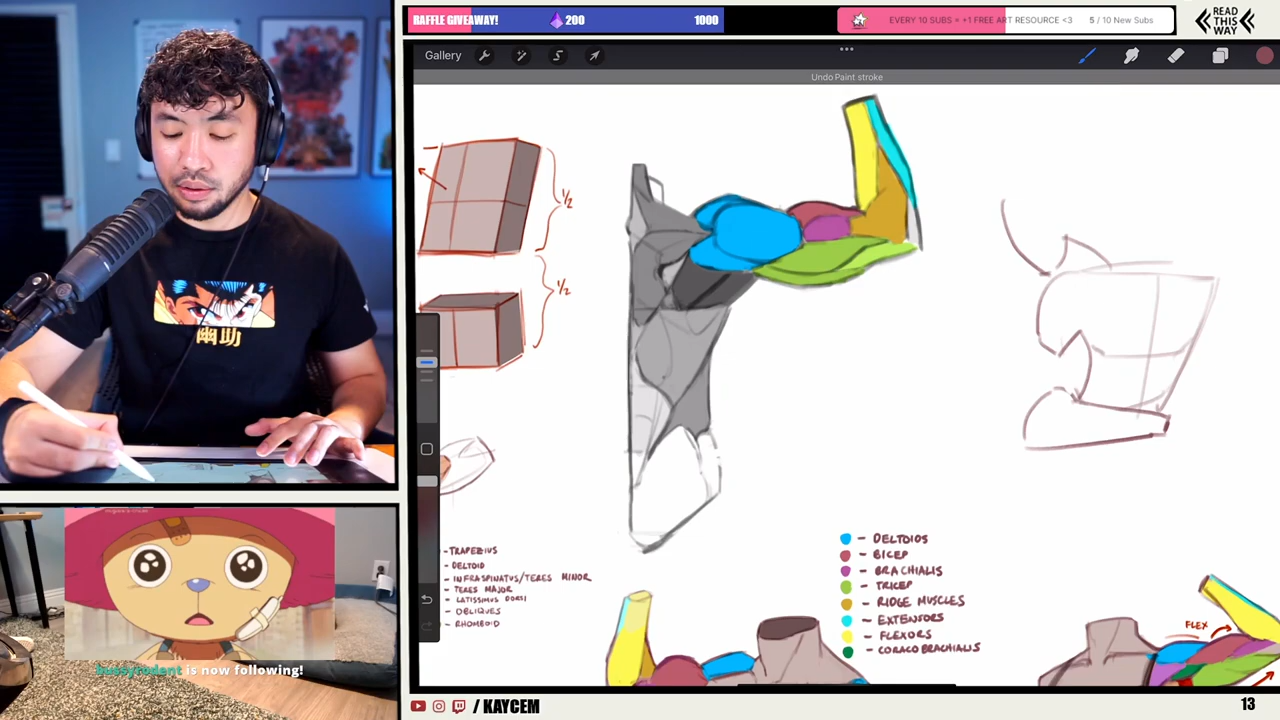 RAFFLE GIVEAWAY!
200
1000
EVERY 10 SUBS = +1 FREE ART RESOURCE <3
5 / 10 New Subs
READ
THIS
WAY
Gallery
Undo Paint stroke
1/2
1/2
幽助
- TRAPEZIUS
- DELTOID
- INFRASPINATUS/TERES MINOR
- TERES MAJOR
- LATISSIMUS DORSI
- OBLIQUES
- RHOMBOID
- DELTOIDS
- BICEP
- BRACHIALIS
- TRICEP
- RIDGE MUSCLES
- EXTENSORS
- FLEXORS
- CORACOBRACHIALIS
FLEX
is now following!
/ KAYCEM
13